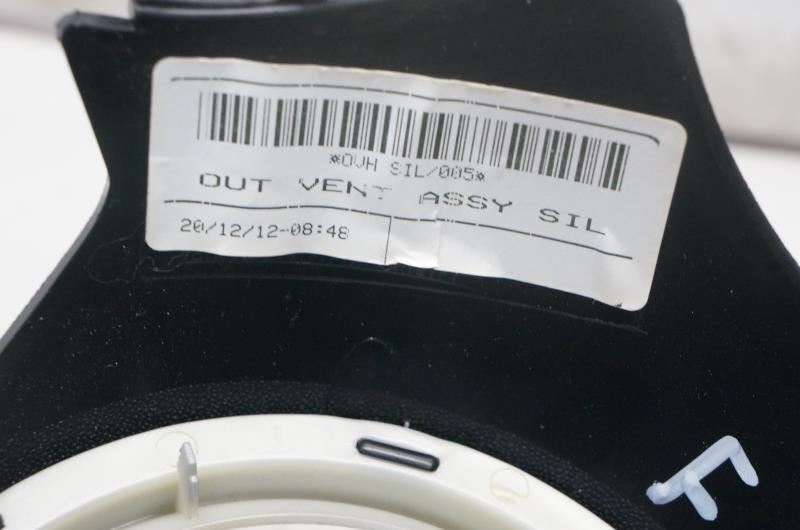 *OVH SIL/005*
OUT VENT ASSY SIL
20/12/12-08:48